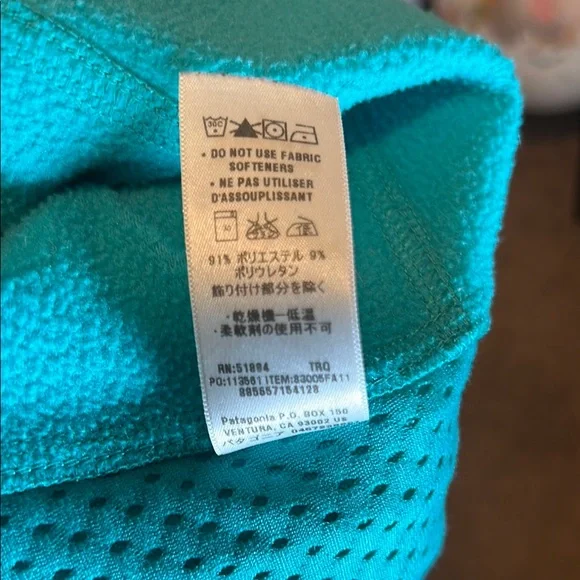 30C
• DO NOT USE FABRIC
SOFTENERS
• NE PAS UTILISER
D'ASSOUPLISSANT
91% ポリエステル 9%
ポリウレタン
飾り付け部分を除く
・乾燥機ー低温
・柔軟剤の使用不可
RN:51884 TRQ
PO:113561 ITEM:83005FA11
885657154128
Patagonia P.O. BOX 150
VENTURA, CA 93002 US
パタゴニア